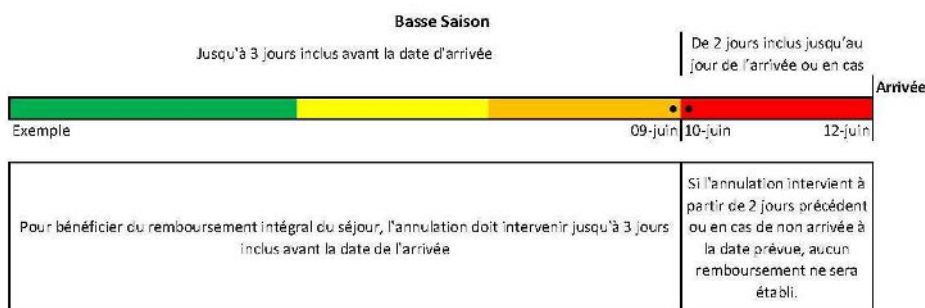 Basse Saison
Jusqu'à 3 jours inclus avant la date d'arrivée
De 2 jours inclus jusqu'au
jour de l'arrivée ou en cas
Arrivée
Exemple
09-juin
10-juin
12-juin
Pour bénéficier du remboursement intégral du séjour, l'annulation doit intervenir jusqu'à 3 jours
inclus avant la date de l'arrivée
Si l'annulation intervient à
partir de 2 jours précédent
ou en cas de non arrivée à
la date prévue, aucun
remboursement ne sera
établi.